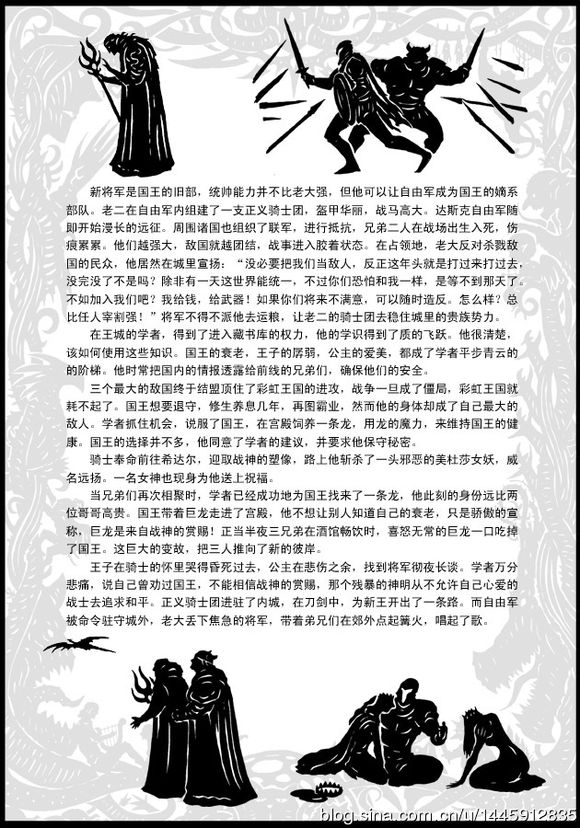 新将军是国王的旧部，统帅能力并不比老大强，但他可以让自由军成为国王的嫡系
部队。老二在自由军内组建了一支正义骑士团，盔甲华丽，战马高大。达斯克自由军随
即开始漫长的远征。周围诸国也组织了联军，进行抵抗，兄弟二人在战场出生入死，伤
痕累累。他们越强大，敌国就越团结，战事进入胶着状态。在占领地，老大反对杀戮敌
国的民众，他居然在城里宣扬：“没必要把我们当敌人，反正这年头就是打过来打过去，
没完没了不是吗？除非有一天这世界能统一，不过你们恐怕和我一样，是等不到那天了。
不如加入我们吧？我给钱，给武器！如果你们将来不满意，可以随时造反。怎么样？总
比任人宰割强！”将军不得不派他去运粮，让老二的骑士团去稳住城里的贵族势力。
在王城的学者，得到了进入藏书库的权力，他的学识得到了质的飞跃。他很清楚，
该如何使用这些知识。国王的衰老，王子的孱弱，公主的爱美，都成了学者平步青云的
的阶梯。他时常把国内的情报透露给前线的兄弟们，确保他们的安全。
三个最大的敌国终于结盟顶住了彩虹王国的进攻，战争一旦成了僵局，彩虹王国就
耗不起了。国王想要退守，修生养息几年，再图霸业，然而他的身体却成了自己最大的
敌人。学者抓住机会，说服了国王，在宫殿饲养一条龙，用龙的魔力，来维持国王的健
康。国王的选择并不多，他同意了学者的建议，并要求他保守秘密。
骑士奉命前往希达尔，迎取战神的塑像，路上他斩杀了一头邪恶的美杜莎女妖，威
名远扬。一名女神也现身为他送上祝福。
当兄弟们再次相聚时，学者已经成功地为国王找来了一条龙，他此刻的身份远比两
位哥哥高贵。国王带着巨龙走进了宫殿，他不想让别人知道自己的衰老，只是骄傲的宣
称，巨龙是来自战神的赏赐！正当半夜三兄弟在酒馆畅饮时，喜怒无常的巨龙一口吃掉
了国王。这巨大的变故，把三人推向了新的彼岸。
王子在骑士的怀里哭得昏死过去，公主在悲伤之余，找到将军彻夜长谈。学者万分
悲痛，说自己曾劝过国王，不能相信战神的赏赐，那个残暴的神明从不允许自己心爱的
战士去追求和平。正义骑士团进驻了内城，在刀剑中，为新王开出了一条路。而自由军
被命令驻守城外，老大丢下焦急的将军，带着弟兄们在郊外点起篝火，唱起了歌。
blog.sina.com.cn/u/1445912835